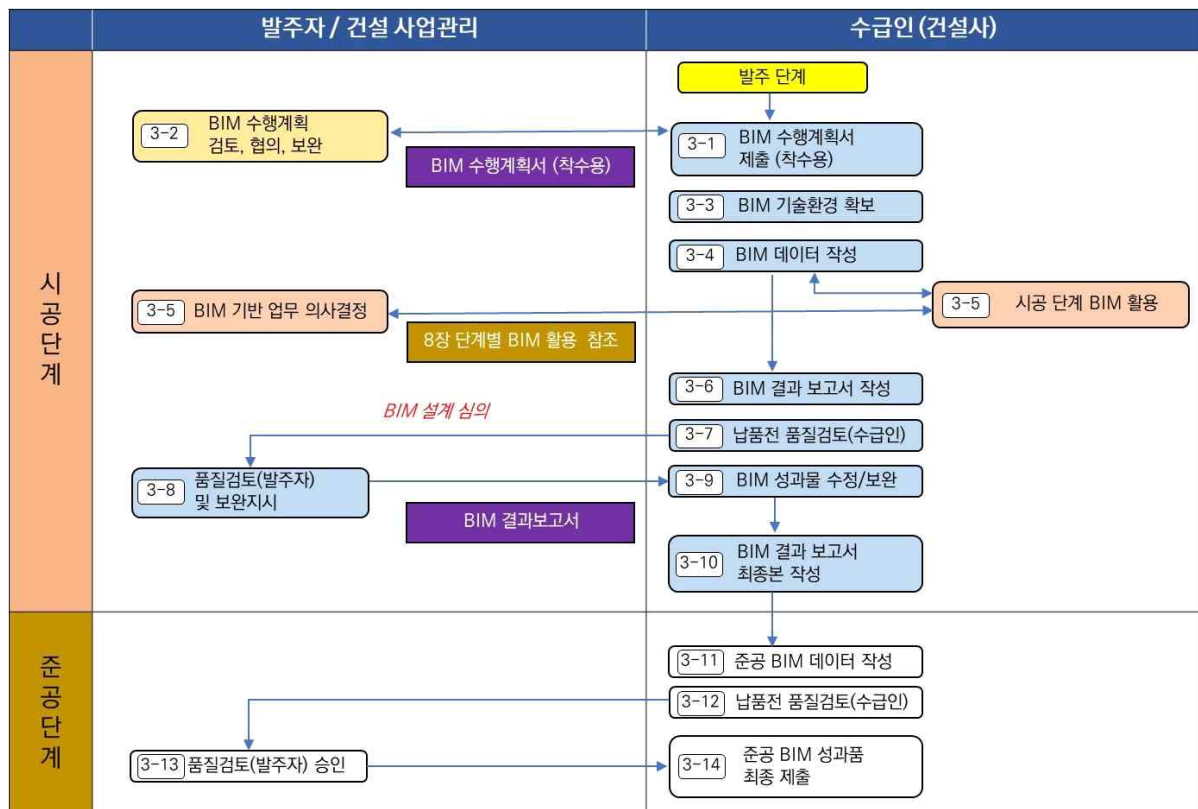 발주자 / 건설 사업관리
수급인 (건설사)
시공단계
발주 단계
3-2
BIM 수행계획
검토, 협의, 보완
BIM 수행계획서 (착수용)
3-1
BIM 수행계획서
제출 (착수용)
3-3
BIM 기술환경 확보
3-4
BIM 데이터 작성
3-5
BIM 기반 업무 의사결정
8장 단계별 BIM 활용 참조
3-5
시공 단계 BIM 활용
3-6
BIM 결과 보고서 작성
BIM 설계 심의
3-7
납품전 품질검토(수급인)
3-8
품질검토(발주자)
및 보완지시
3-9
BIM 성과물 수정/보완
BIM 결과보고서
3-10
BIM 결과 보고서
최종본 작성
준공단계
3-11
준공 BIM 데이터 작성
3-12
납품전 품질검토(수급인)
3-13
품질검토(발주자) 승인
3-14
준공 BIM 성과품
최종 제출